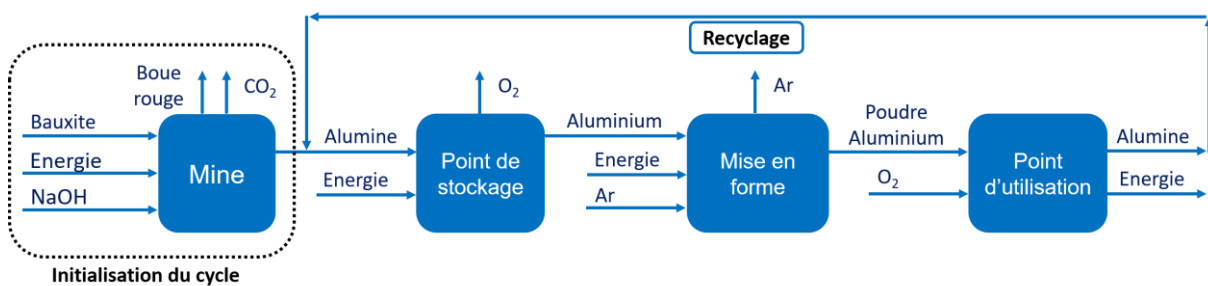 Recyclage
Boue
rouge
CO2
Bauxite
Energie
NaOH
Mine
Initialisation du cycle
Alumine
Energie
O2
Point de
stockage
Aluminium
Energie
Ar
Ar
Mise en
forme
Poudre
Aluminium
O2
Point
d'utilisation
Alumine
Energie